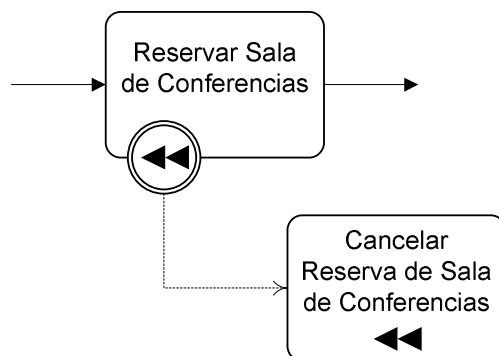 Reservar Sala
de Conferencias
Cancelar
Reserva de Sala
de Conferencias